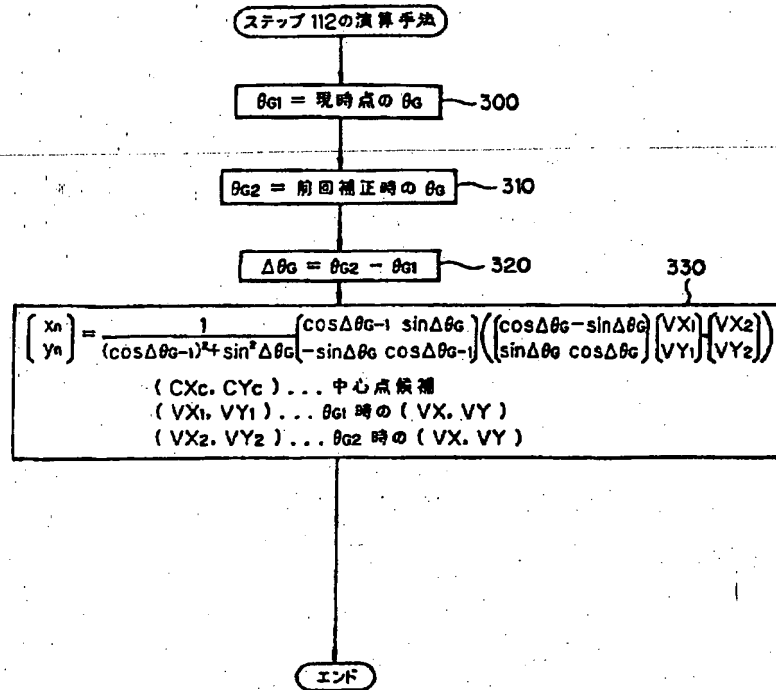 ステップ112の演算手法
θG1 = 現時点の θG 300
θG2 = 前回補正時の θG 310
ΔθG = θG2 - θG1 320
330
[xn yn] = 1 / (cosΔθG-1)²+ sin²ΔθG [cosΔθG-1 sinΔθG -sinΔθG cosΔθG-1] ([cosΔθG-sinΔθG sinΔθG cosΔθG] [VX1 VY1]-[VX2 VY2])
(CXc. CYc) ... 中心点候補
(VX1, VY1) ... θG1 時の (VX. VY)
(VX2. VY2) ... θG2 時の (VX. VY)
エンド